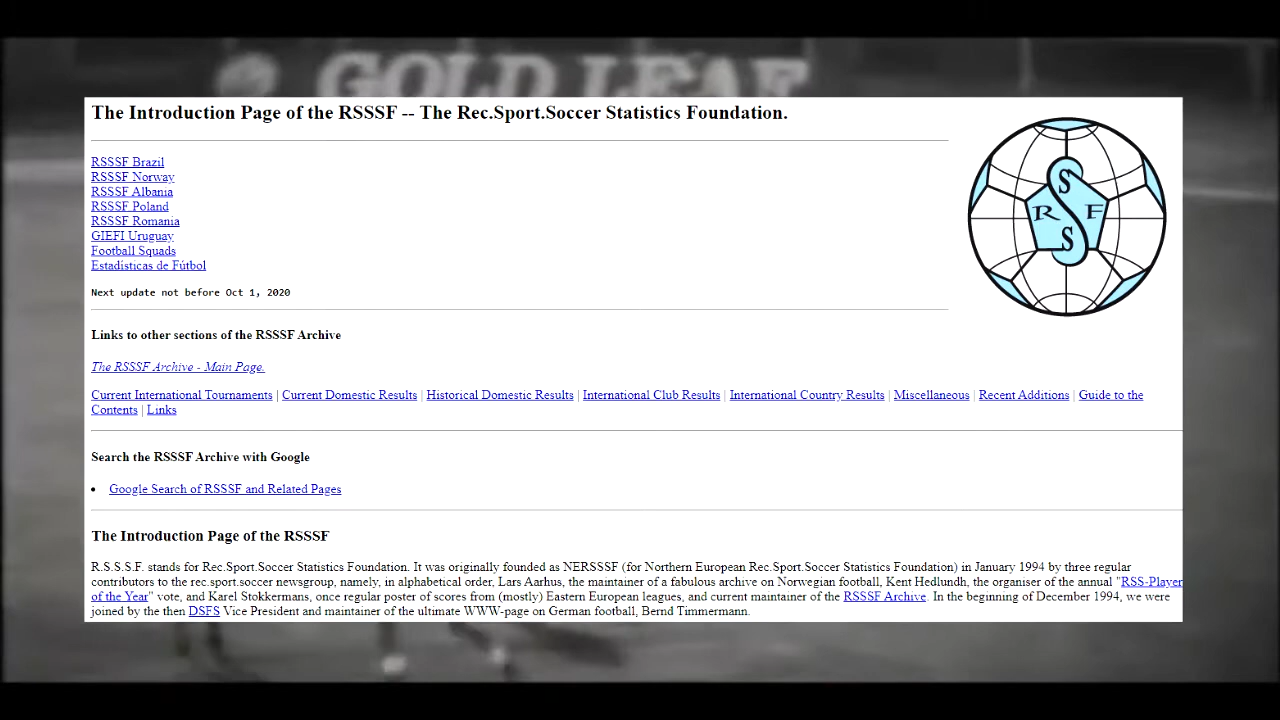 GOLD LEAF
The Introduction Page of the RSSSF -- The Rec.Sport.Soccer Statistics Foundation.
RSSSF Brazil
RSSSF Norway
RSSSF Albania
RSSSF Poland
RSSSF Romania
GIEFI Uruguay
Football Squads
Estadísticas de Fútbol
Next update not before Oct 1, 2020
S
R F
S
Links to other sections of the RSSSF Archive
The RSSSF Archive - Main Page.
Current International Tournaments | Current Domestic Results | Historical Domestic Results | International Club Results | International Country Results | Miscellaneous | Recent Additions | Guide to the
Contents | Links
Search the RSSSF Archive with Google
• Google Search of RSSSF and Related Pages
The Introduction Page of the RSSSF
R.S.S.S.F. stands for Rec.Sport.Soccer Statistics Foundation. It was originally founded as NERSSSF (for Northern European Rec.Sport.Soccer Statistics Foundation) in January 1994 by three regular
contributors to the rec.sport.soccer newsgroup, namely, in alphabetical order, Lars Aarhus, the maintainer of a fabulous archive on Norwegian football, Kent Hedlundh, the organiser of the annual "RSS-Player
of the Year" vote, and Karel Stokkermans, once regular poster of scores from (mostly) Eastern European leagues, and current maintainer of the RSSSF Archive. In the beginning of December 1994, we were
joined by the then DSFS Vice President and maintainer of the ultimate WWW-page on German football, Bernd Timmermann.